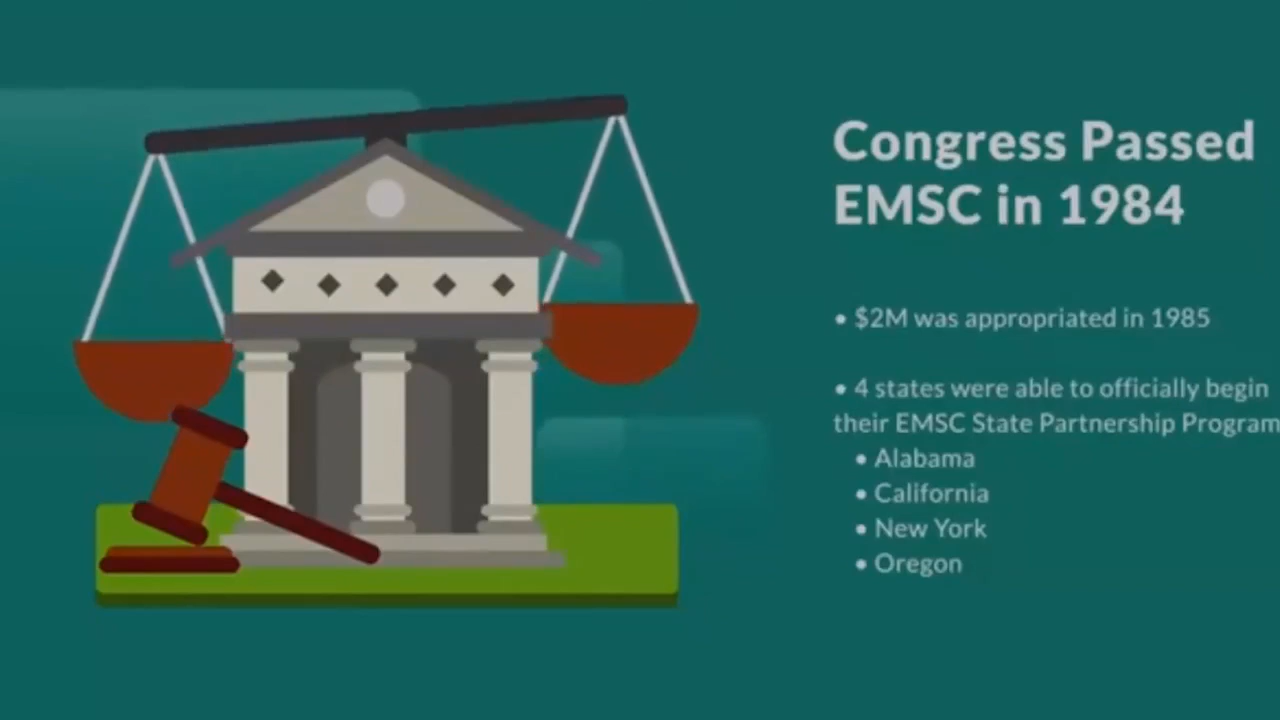 Congress Passed
EMSC in 1984
• $2M was appropriated in 1985
• 4 states were able to officially begin
their EMSC State Partnership Program
• Alabama
• California
• New York
• Oregon